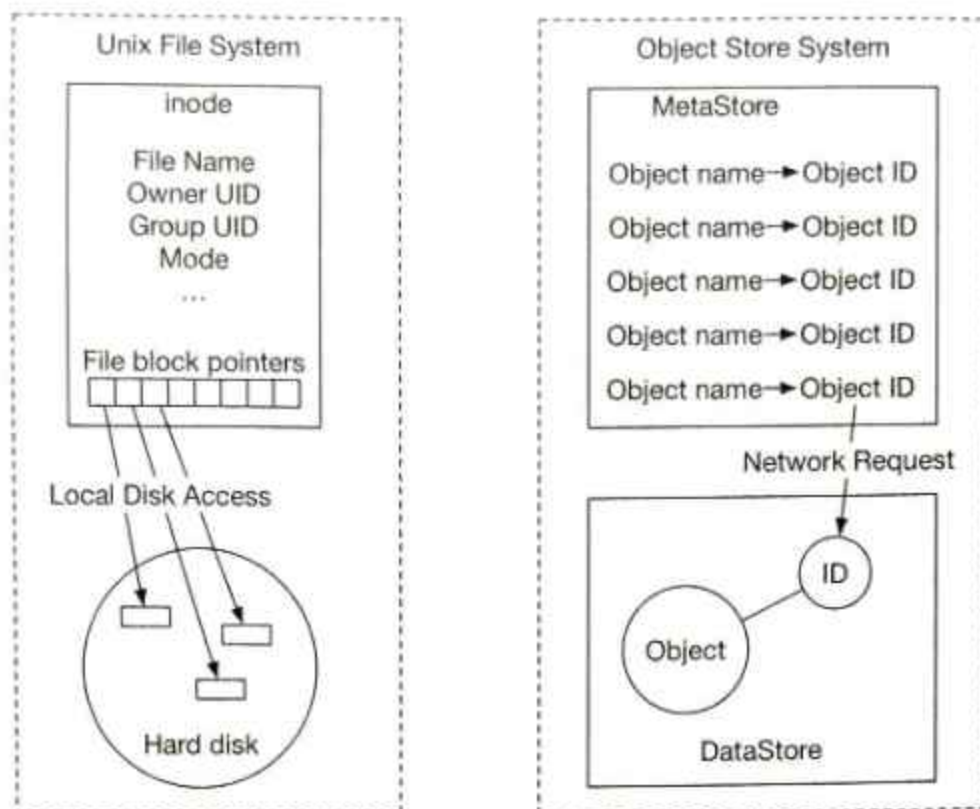 Unix File System
inode
File Name
Owner UID
Group UID
Mode
...
File block pointers
Local Disk Access
Hard disk
Object Store System
MetaStore
Object name Object ID
Object name Object ID
Object name Object ID
Object name Object ID
Object name Object ID
Network Request
ID
Object
DataStore